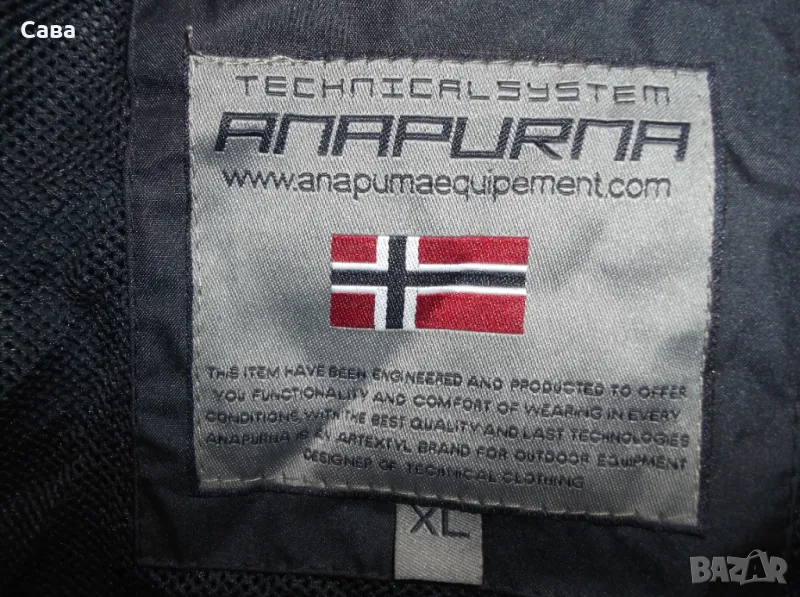 Сава
TECHNICALSYSTEM
ANAPURNA
www.anapurnaequipement.com
THIS ITEM HAVE BEEN ENGINEERED AND PRODUCTED TO OFFER
YOU FUNCTIONALITY AND COMFORT OF WEARING IN EVERY
CONDITIONS WITH THE BEST QUALITY AND LAST TECHNOLOGIES
ANAPURNA IS AN ARTEXTYL BRAND FOR OUTDOOR EQUIPMENT
DESIGNER OF TECHNICAL CLOTHING
XL
BAZAR